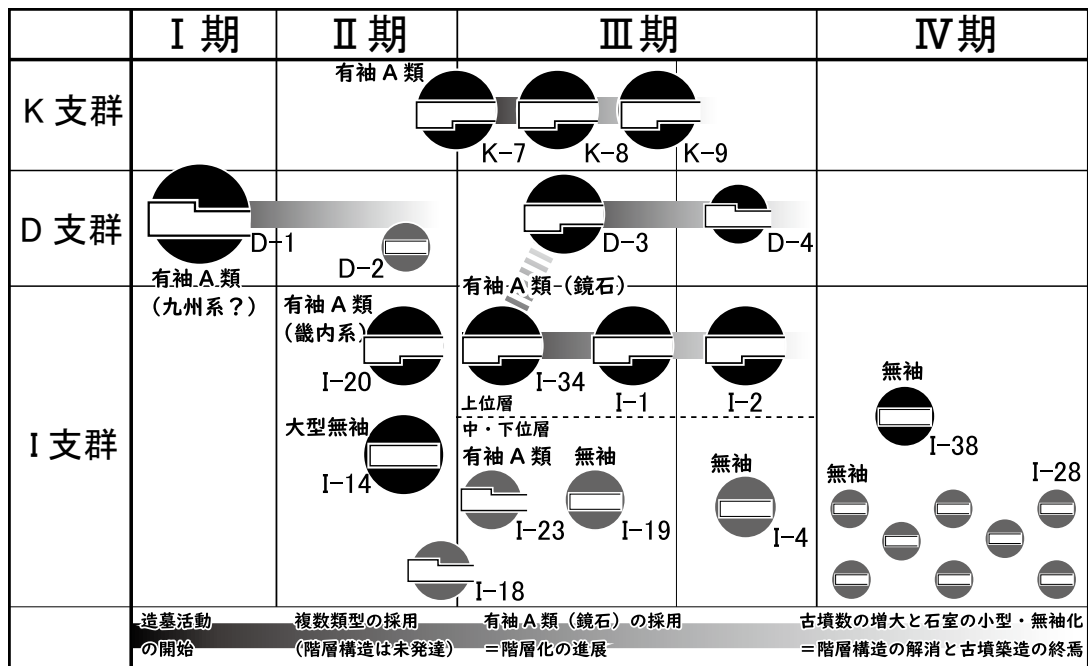 Ⅰ期 Ⅱ期 Ⅲ期 Ⅳ期
K支群
有袖A類
K-7 K-8 K-9
D支群
D-1
D-2
D-3
D-4
有袖A類
(九州系?)
有袖A類-(鏡石)
I支群
有袖A類
(畿内系)
I-20
I-34
I-1
I-2
上位層
中・下位層
大型無袖
I-14
有袖A類
I-23
無袖
I-19
無袖
I-4
I-18
無袖
I-38
無袖
I-28
造墓活動
の開始
複数類型の採用
(階層構造は未発達)
有袖A類(鏡石)の採用
=階層化の進展
古墳数の増大と石室の小型・無袖化
=階層構造の解消と古墳築造の終焉